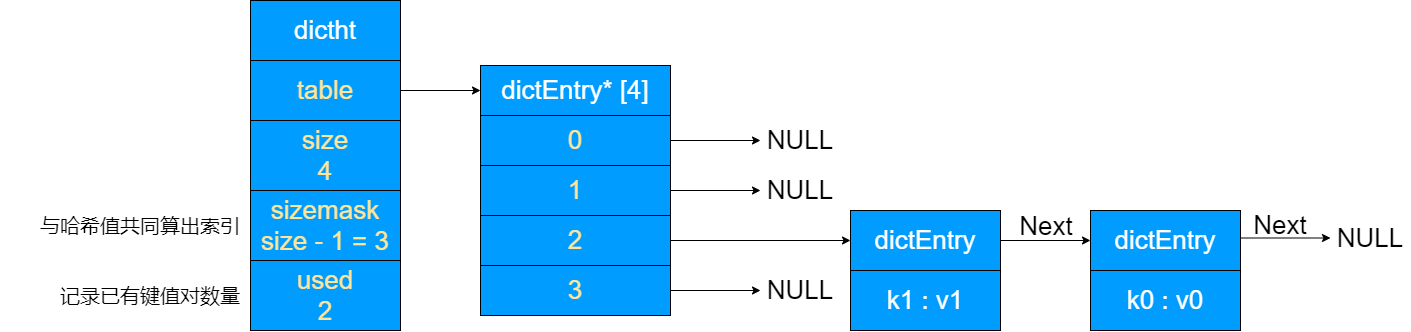 dictht
table
size
4
与哈希值共同算出索引
sizemask
size - 1 = 3
记录已有键值对数量
used
2
dictEntry* [4]
0
NULL
1
NULL
2
3
NULL
dictEntry
k1 : v1
Next
dictEntry
k0 : v0
Next
NULL